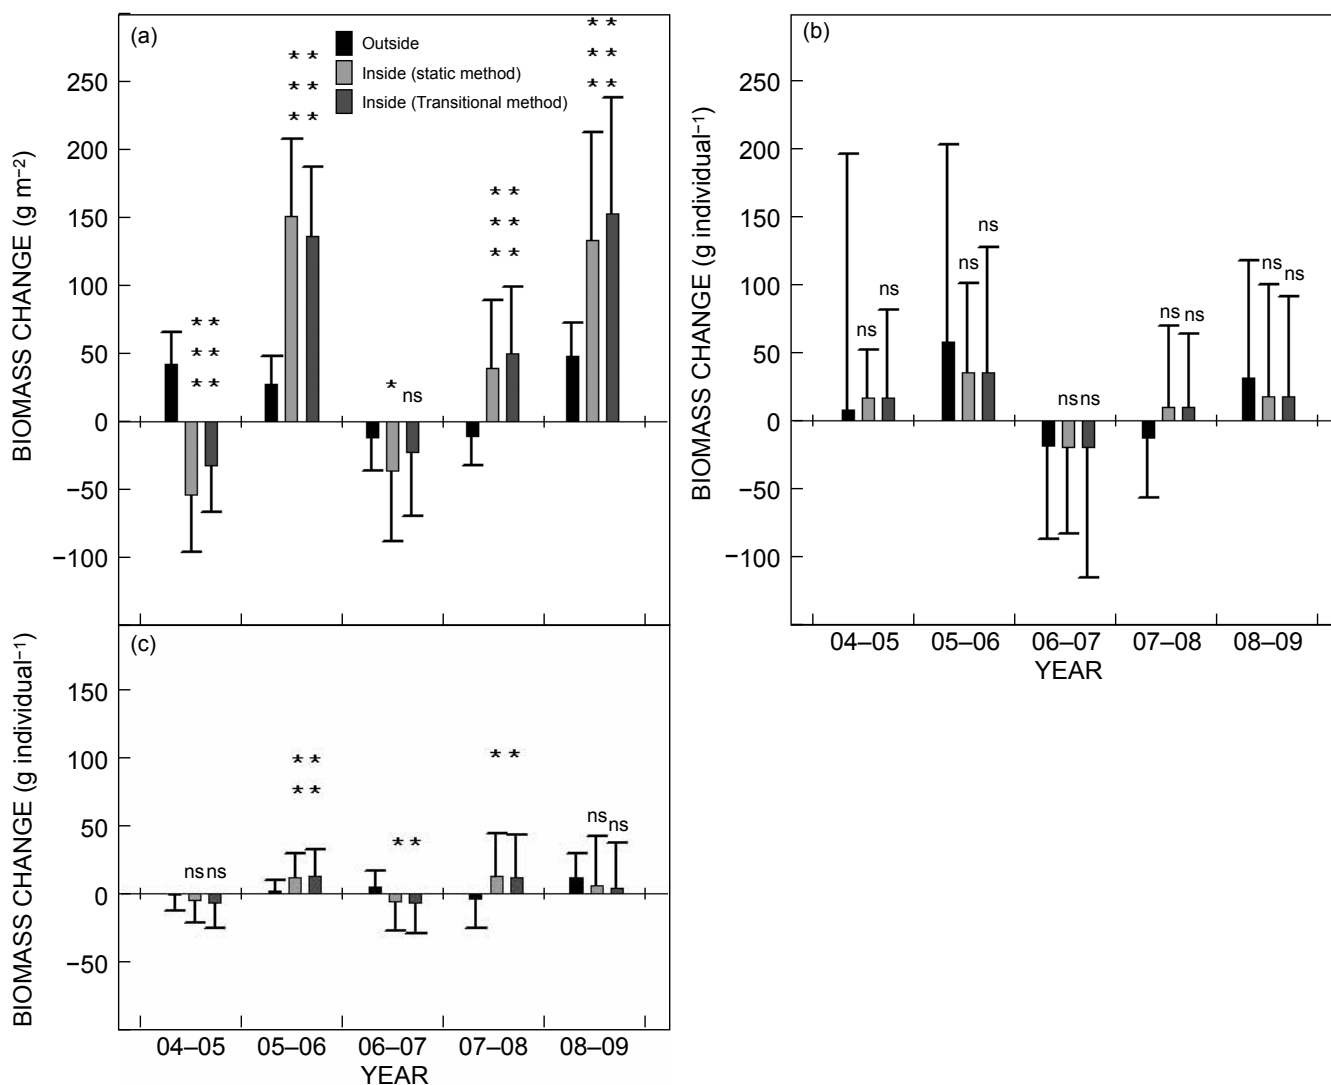 (a)
Outside
Inside (static method)
Inside (Transitional method)
BIOMASS CHANGE (g m⁻²)
250
200
150
100
50
0
−50
−100
* *
* *
* *
* *
* *
* *
*
ns
* *
* *
* *
* *
* *
* *
(b)
BIOMASS CHANGE (g individual⁻¹)
250
200
150
100
50
0
−50
−100
ns
ns
ns
ns
ns ns
ns
ns
ns
ns
04–05
05–06
06–07
07–08
08–09
YEAR
(c)
BIOMASS CHANGE (g individual⁻¹)
150
100
50
0
−50
ns ns
* *
* *
* *
* *
ns
ns
04–05
05–06
06–07
07–08
08–09
YEAR